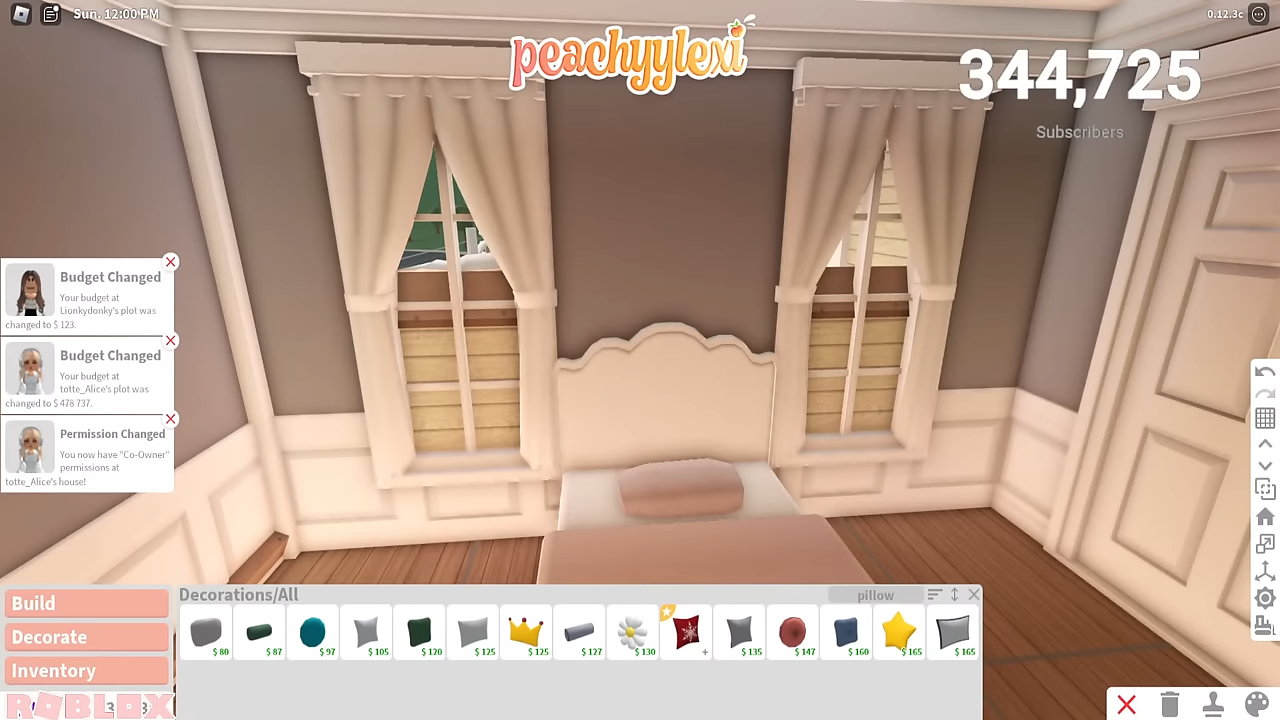 Sun. 12:00 PM
0.12.3c
peachyylexi
344,725
Subscribers
Budget Changed
Your budget at
Lionkydonky's plot was
changed to $ 123.
Budget Changed
Your budget at
totte_Alice's plot was
changed to $ 478 737.
Permission Changed
You now have "Co-Owner"
permissions at
totte_Alice's house!
Build
Decorate
Inventory
Decorations/All
pillow
$ 80
$ 87
$ 97
$ 105
$ 120
$ 125
$ 125
$ 127
$ 130
$ 135
$ 147
$ 160
$ 165
$ 165
ROBLOX